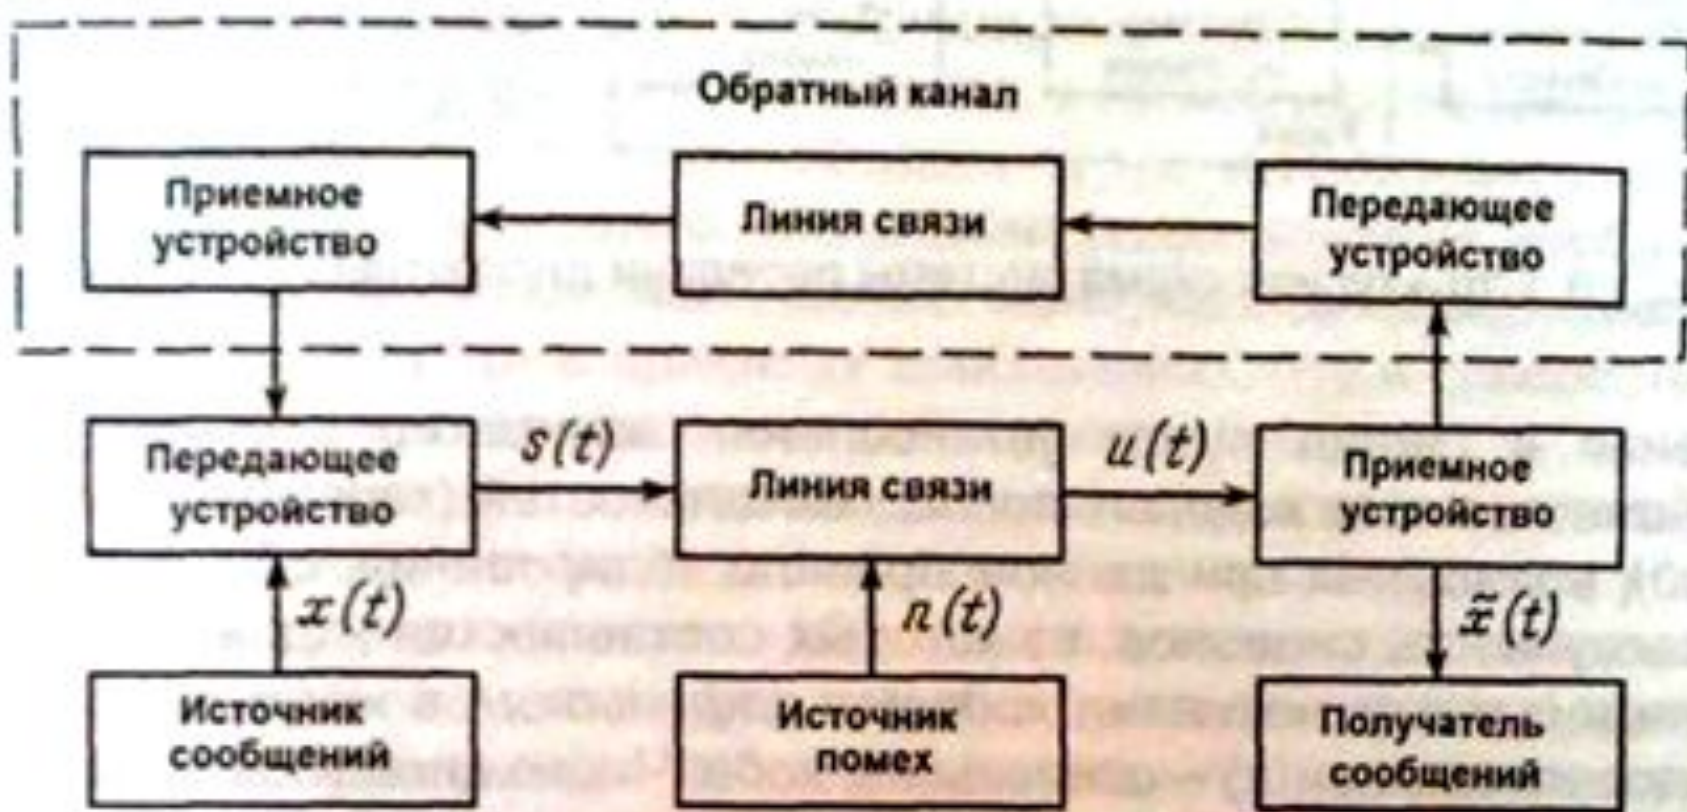 Обратный канал
Приемное
устройство
Линия связи
Передающее
устройство
Передающее
устройство
s(t)
Линия связи
u(t)
Приемное
устройство
x(t)
n(t)
x̃(t)
Источник
сообщений
Источник
помех
Получатель
сообщений